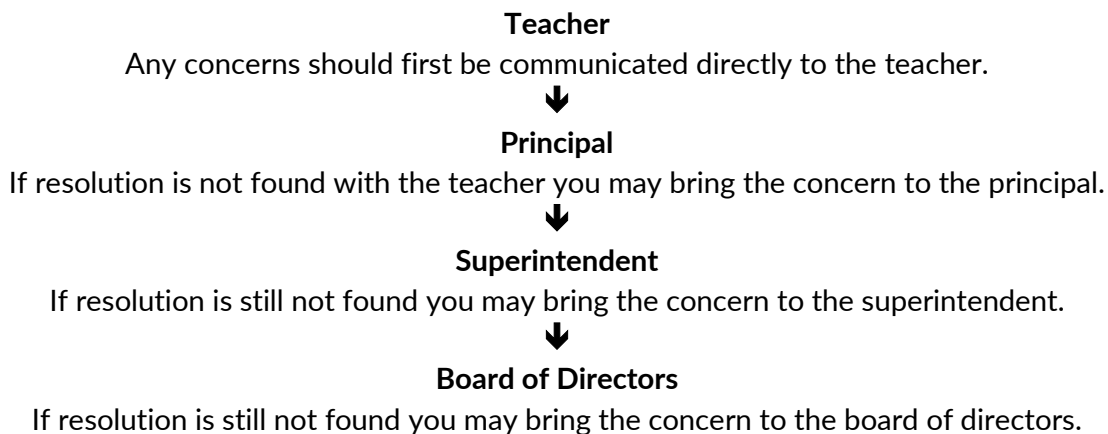 Teacher
Any concerns should first be communicated directly to the teacher.
Principal
If resolution is not found with the teacher you may bring the concern to the principal.
Superintendent
If resolution is still not found you may bring the concern to the superintendent.
Board of Directors
If resolution is still not found you may bring the concern to the board of directors.